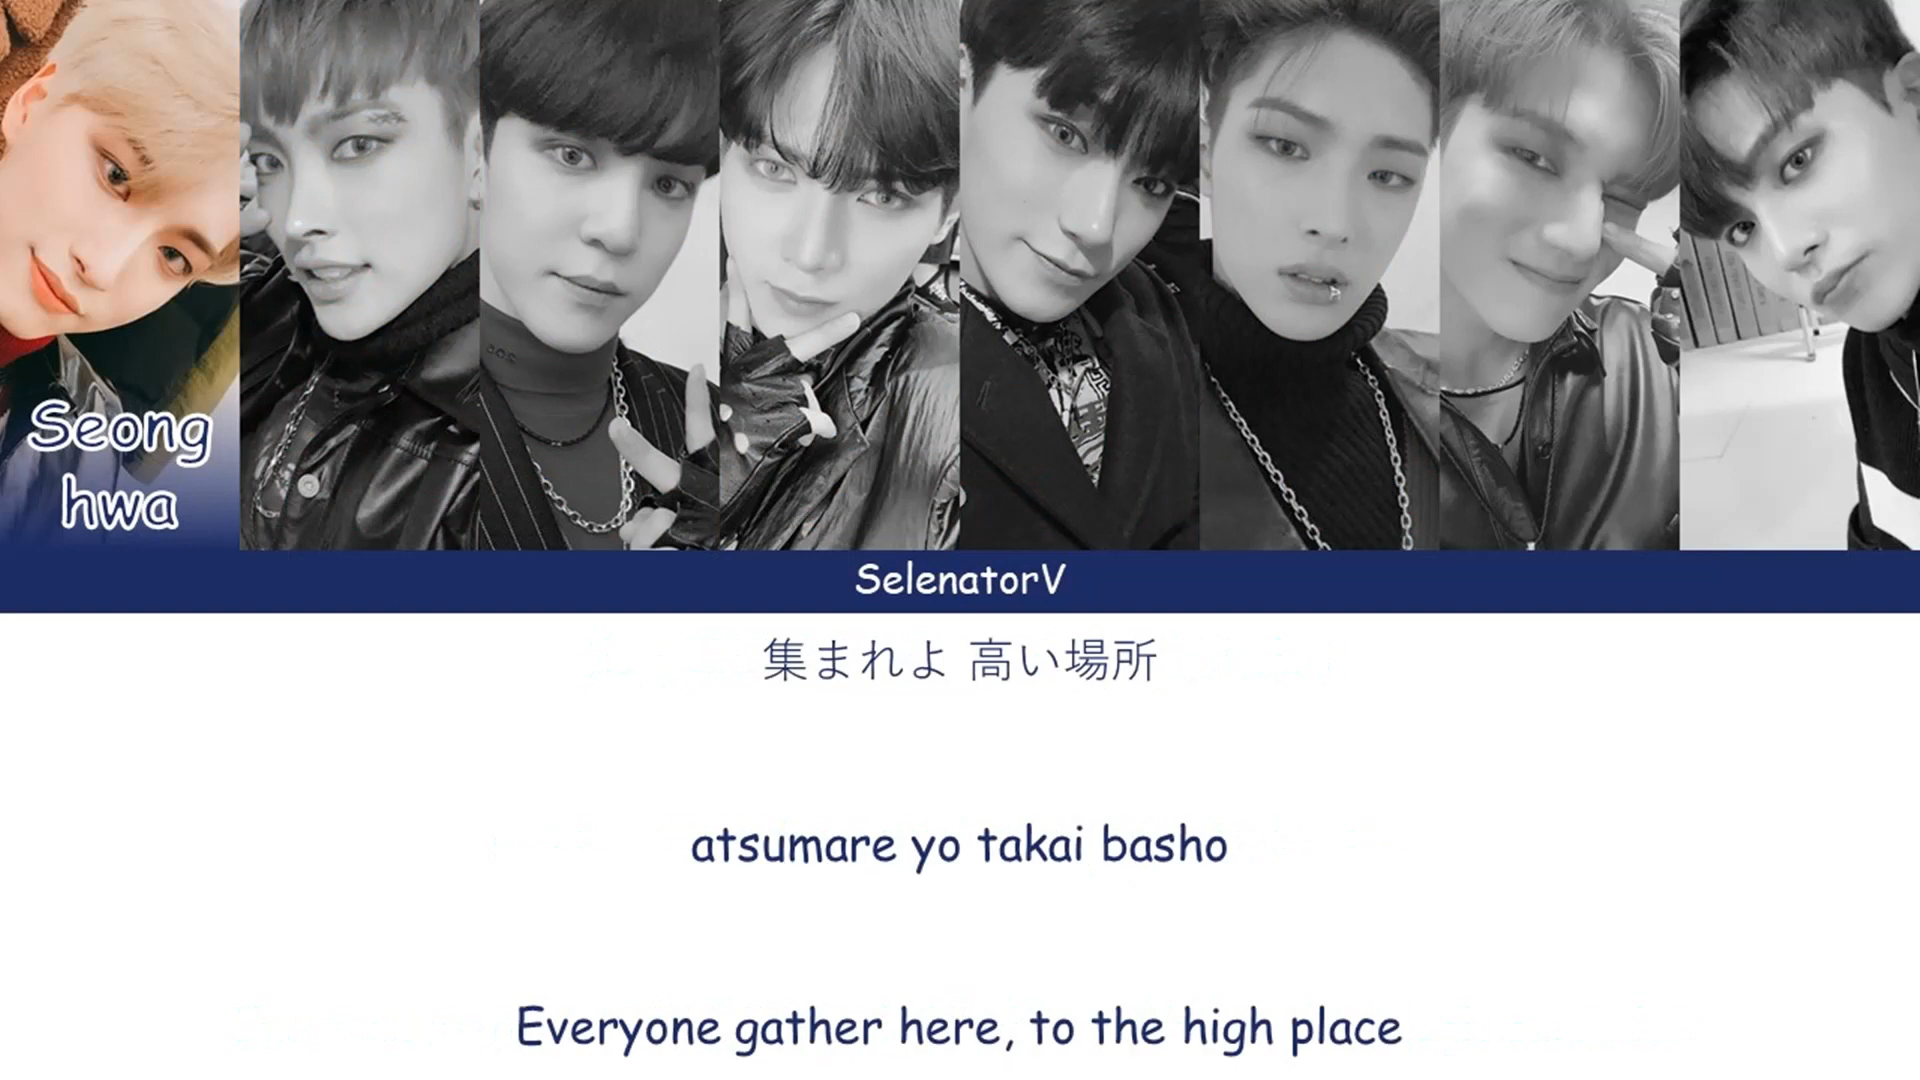 Seong
hwa
SelenatorV
集まれよ 高い場所
atsumare yo takai basho
Everyone gather here, to the high place